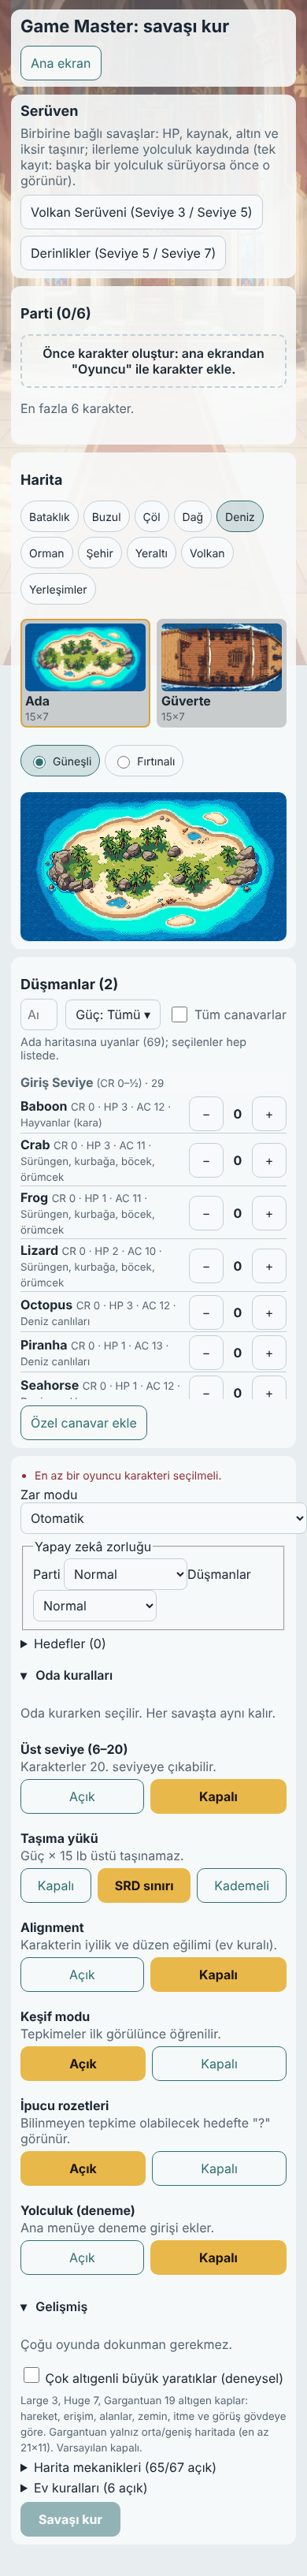 Game Master: savaşı kur
Ana ekran
Serüven
Birbirine bağlı savaşlar: HP, kaynak, altın ve
iksir taşınır; ilerleme yolculuk kaydında (tek
kayıt: başka bir yolculuk sürüyorsa önce o
görünür).
Volkan Serüveni (Seviye 3 / Seviye 5)
Derinlikler (Seviye 5 / Seviye 7)
Parti (0/6)
Önce karakter oluştur: ana ekrandan
"Oyuncu" ile karakter ekle.
En fazla 6 karakter.
Harita
Bataklık
Buzul
Çöl
Dağ
Deniz
Orman
Şehir
Yeraltı
Volkan
Yerleşimler
Ada
15×7
Güverte
15×7
Güneşli
Fırtınalı
Düşmanlar (2)
Güç: Tümü ▾
Tüm canavarlar
Ada haritasına uyanlar (69); seçilenler hep
listede.
Giriş Seviye (CR 0–½) · 29
Baboon CR 0 · HP 3 · AC 12 ·
Hayvanlar (kara)
− 0 +
Crab CR 0 · HP 3 · AC 11 ·
Sürüngen, kurbağa, böcek,
örümcek
− 0 +
Frog CR 0 · HP 1 · AC 11 ·
Sürüngen, kurbağa, böcek,
örümcek
− 0 +
Lizard CR 0 · HP 2 · AC 10 ·
Sürüngen, kurbağa, böcek,
örümcek
− 0 +
Octopus CR 0 · HP 3 · AC 12 ·
Deniz canlıları
− 0 +
Piranha CR 0 · HP 1 · AC 13 ·
Deniz canlıları
− 0 +
Seahorse CR 0 · HP 1 · AC 12 ·
− 0 +
Özel canavar ekle
• En az bir oyuncu karakteri seçilmeli.
Zar modu
Otomatik
Yapay zekâ zorluğu
Parti Normal Düşmanlar
Normal
▶ Hedefler (0)
▼ Oda kuralları
Oda kurarken seçilir. Her savaşta aynı kalır.
Üst seviye (6–20)
Karakterler 20. seviyeye çıkabilir.
Açık
Kapalı
Taşıma yükü
Güç × 15 lb üstü taşınamaz.
Kapalı
SRD sınırı
Kademeli
Alignment
Karakterin iyilik ve düzen eğilimi (ev kuralı).
Açık
Kapalı
Keşif modu
Tepkimeler ilk görülünce öğrenilir.
Açık
Kapalı
İpucu rozetleri
Bilinmeyen tepkime olabilecek hedefte "?"
görünür.
Açık
Kapalı
Yolculuk (deneme)
Ana menüye deneme girişi ekler.
Açık
Kapalı
▼ Gelişmiş
Çoğu oyunda dokunman gerekmez.
Çok altıgenli büyük yaratıklar (deneysel)
Large 3, Huge 7, Gargantuan 19 altıgen kaplar:
hareket, erişim, alanlar, zemin, itme ve görüş gövdeye
göre. Gargantuan yalnız orta/geniş haritada (en az
21×11). Varsayılan kapalı.
▶ Harita mekanikleri (65/67 açık)
▶ Ev kuralları (6 açık)
Savaşı kur